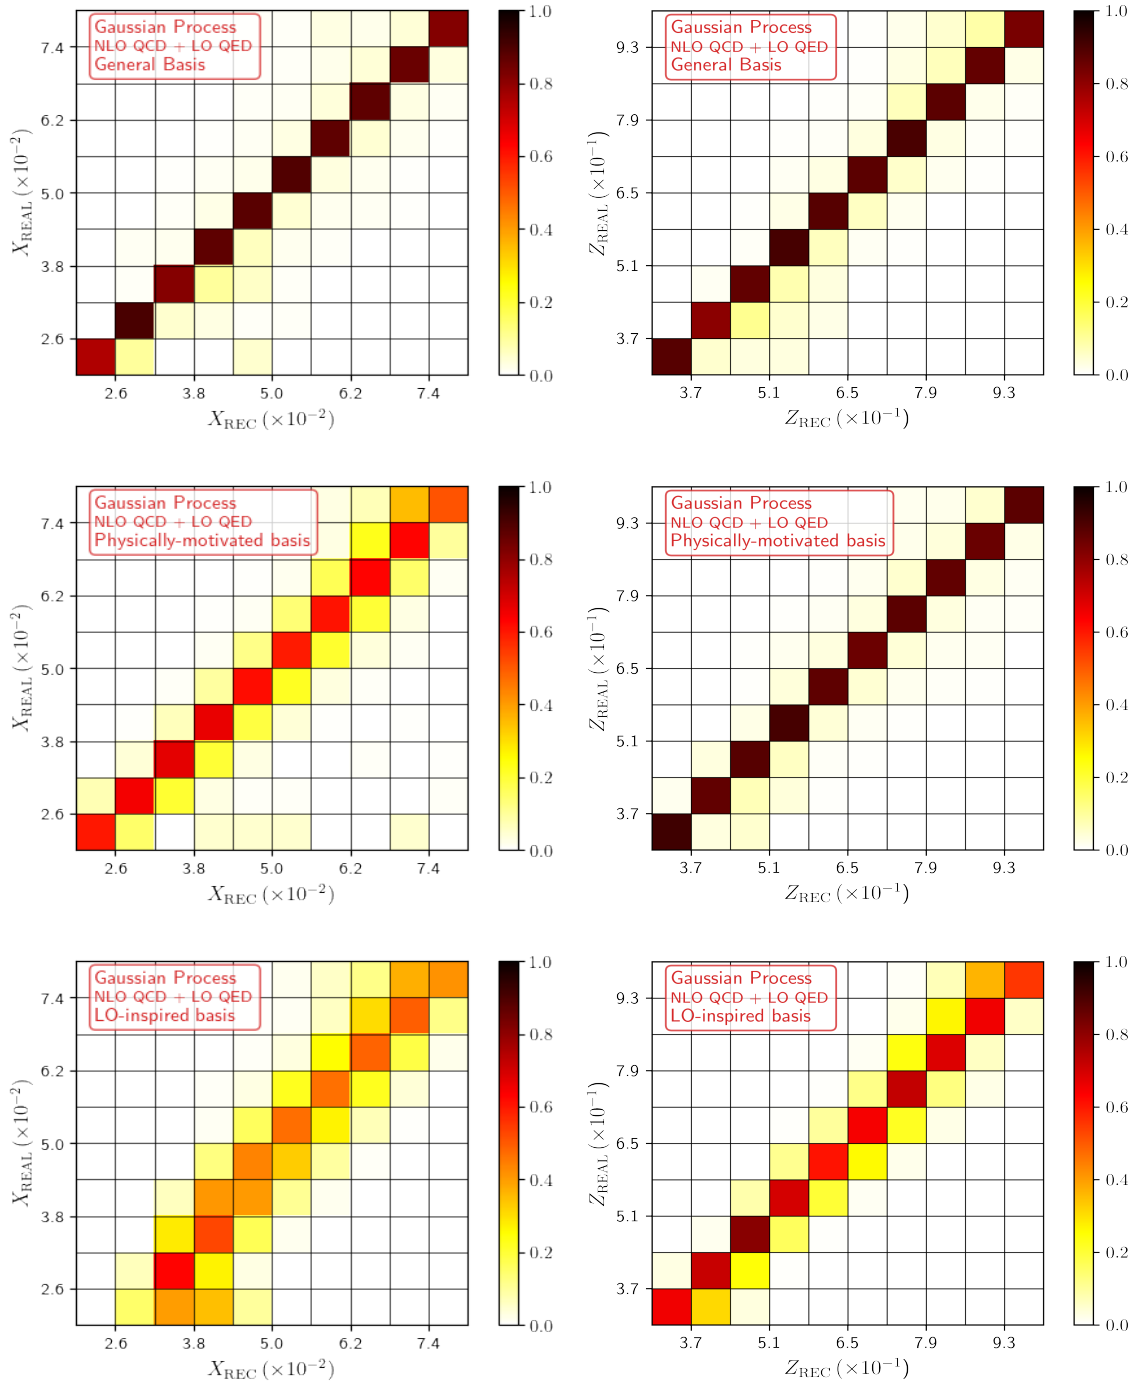 Gaussian Process
NLO QCD + LO QED
General Basis
7.4
6.2
5.0
3.8
2.6
X_REAL (×10⁻²)
2.6 3.8 5.0 6.2 7.4
X_REC (×10⁻²)
1.0
0.8
0.6
0.4
0.2
0.0
Gaussian Process
NLO QCD + LO QED
General Basis
9.3
7.9
6.5
5.1
3.7
Z_REAL (×10⁻¹)
3.7 5.1 6.5 7.9 9.3
Z_REC (×10⁻¹)
1.0
0.8
0.6
0.4
0.2
0.0
Gaussian Process
NLO QCD + LO QED
Physically-motivated basis
7.4
6.2
5.0
3.8
2.6
X_REAL (×10⁻²)
2.6 3.8 5.0 6.2 7.4
X_REC (×10⁻²)
1.0
0.8
0.6
0.4
0.2
0.0
Gaussian Process
NLO QCD + LO QED
Physically-motivated basis
9.3
7.9
6.5
5.1
3.7
Z_REAL (×10⁻¹)
3.7 5.1 6.5 7.9 9.3
Z_REC (×10⁻¹)
1.0
0.8
0.6
0.4
0.2
0.0
Gaussian Process
NLO QCD + LO QED
LO-inspired basis
7.4
6.2
5.0
3.8
2.6
X_REAL (×10⁻²)
2.6 3.8 5.0 6.2 7.4
X_REC (×10⁻²)
1.0
0.8
0.6
0.4
0.2
0.0
Gaussian Process
NLO QCD + LO QED
LO-inspired basis
9.3
7.9
6.5
5.1
3.7
Z_REAL (×10⁻¹)
3.7 5.1 6.5 7.9 9.3
Z_REC (×10⁻¹)
1.0
0.8
0.6
0.4
0.2
0.0